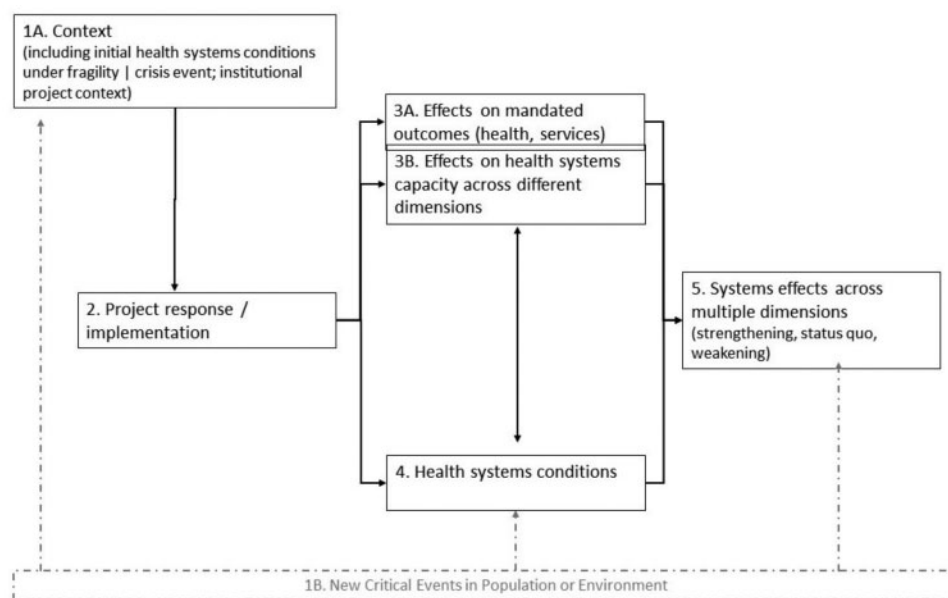 1A. Context
(including initial health systems conditions
under fragility | crisis event; institutional
project context)
3A. Effects on mandated
outcomes (health, services)
3B. Effects on health systems
capacity across different
dimensions
2. Project response /
implementation
5. Systems effects across
multiple dimensions
(strengthening, status quo,
weakening)
4. Health systems conditions
1B. New Critical Events in Population or Environment